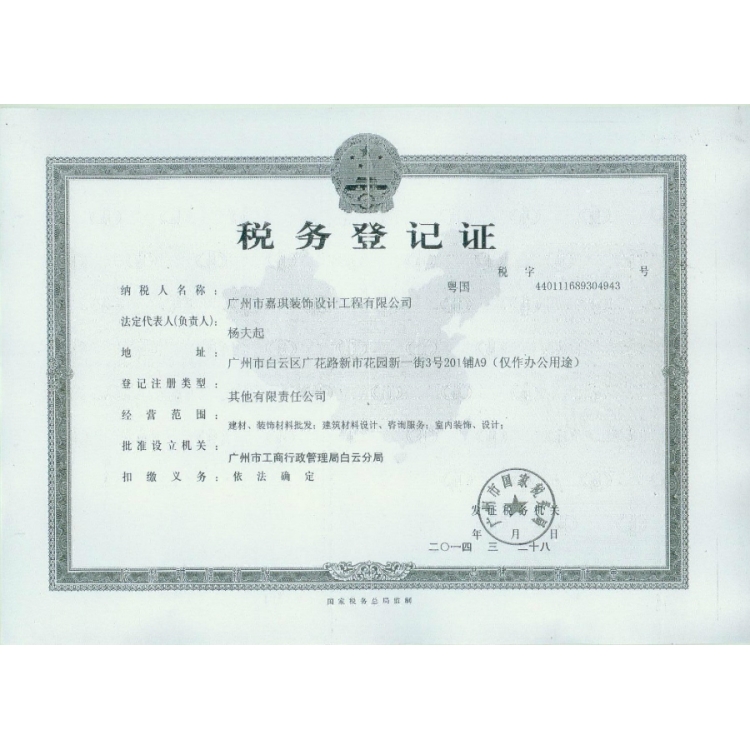 税务登记证
税 字 号
粤国 440111689304943
纳税人名称: 广州市嘉琪装饰设计工程有限公司
法定代表人(负责人): 杨夫起
地 址: 广州市白云区广花路新市花园新一街3号201铺A9（仅作办公用途）
登记注册类型: 其他有限责任公司
经营范围: 建材、装饰材料批发；建筑材料设计、咨询服务；室内装饰、设计；
批准设立机关: 广州市工商行政管理局白云分局
扣缴义务: 依法确定
广州市国家税务局
发证税务机关
年 月 日
二〇一四 三 二十八
国家税务总局监制